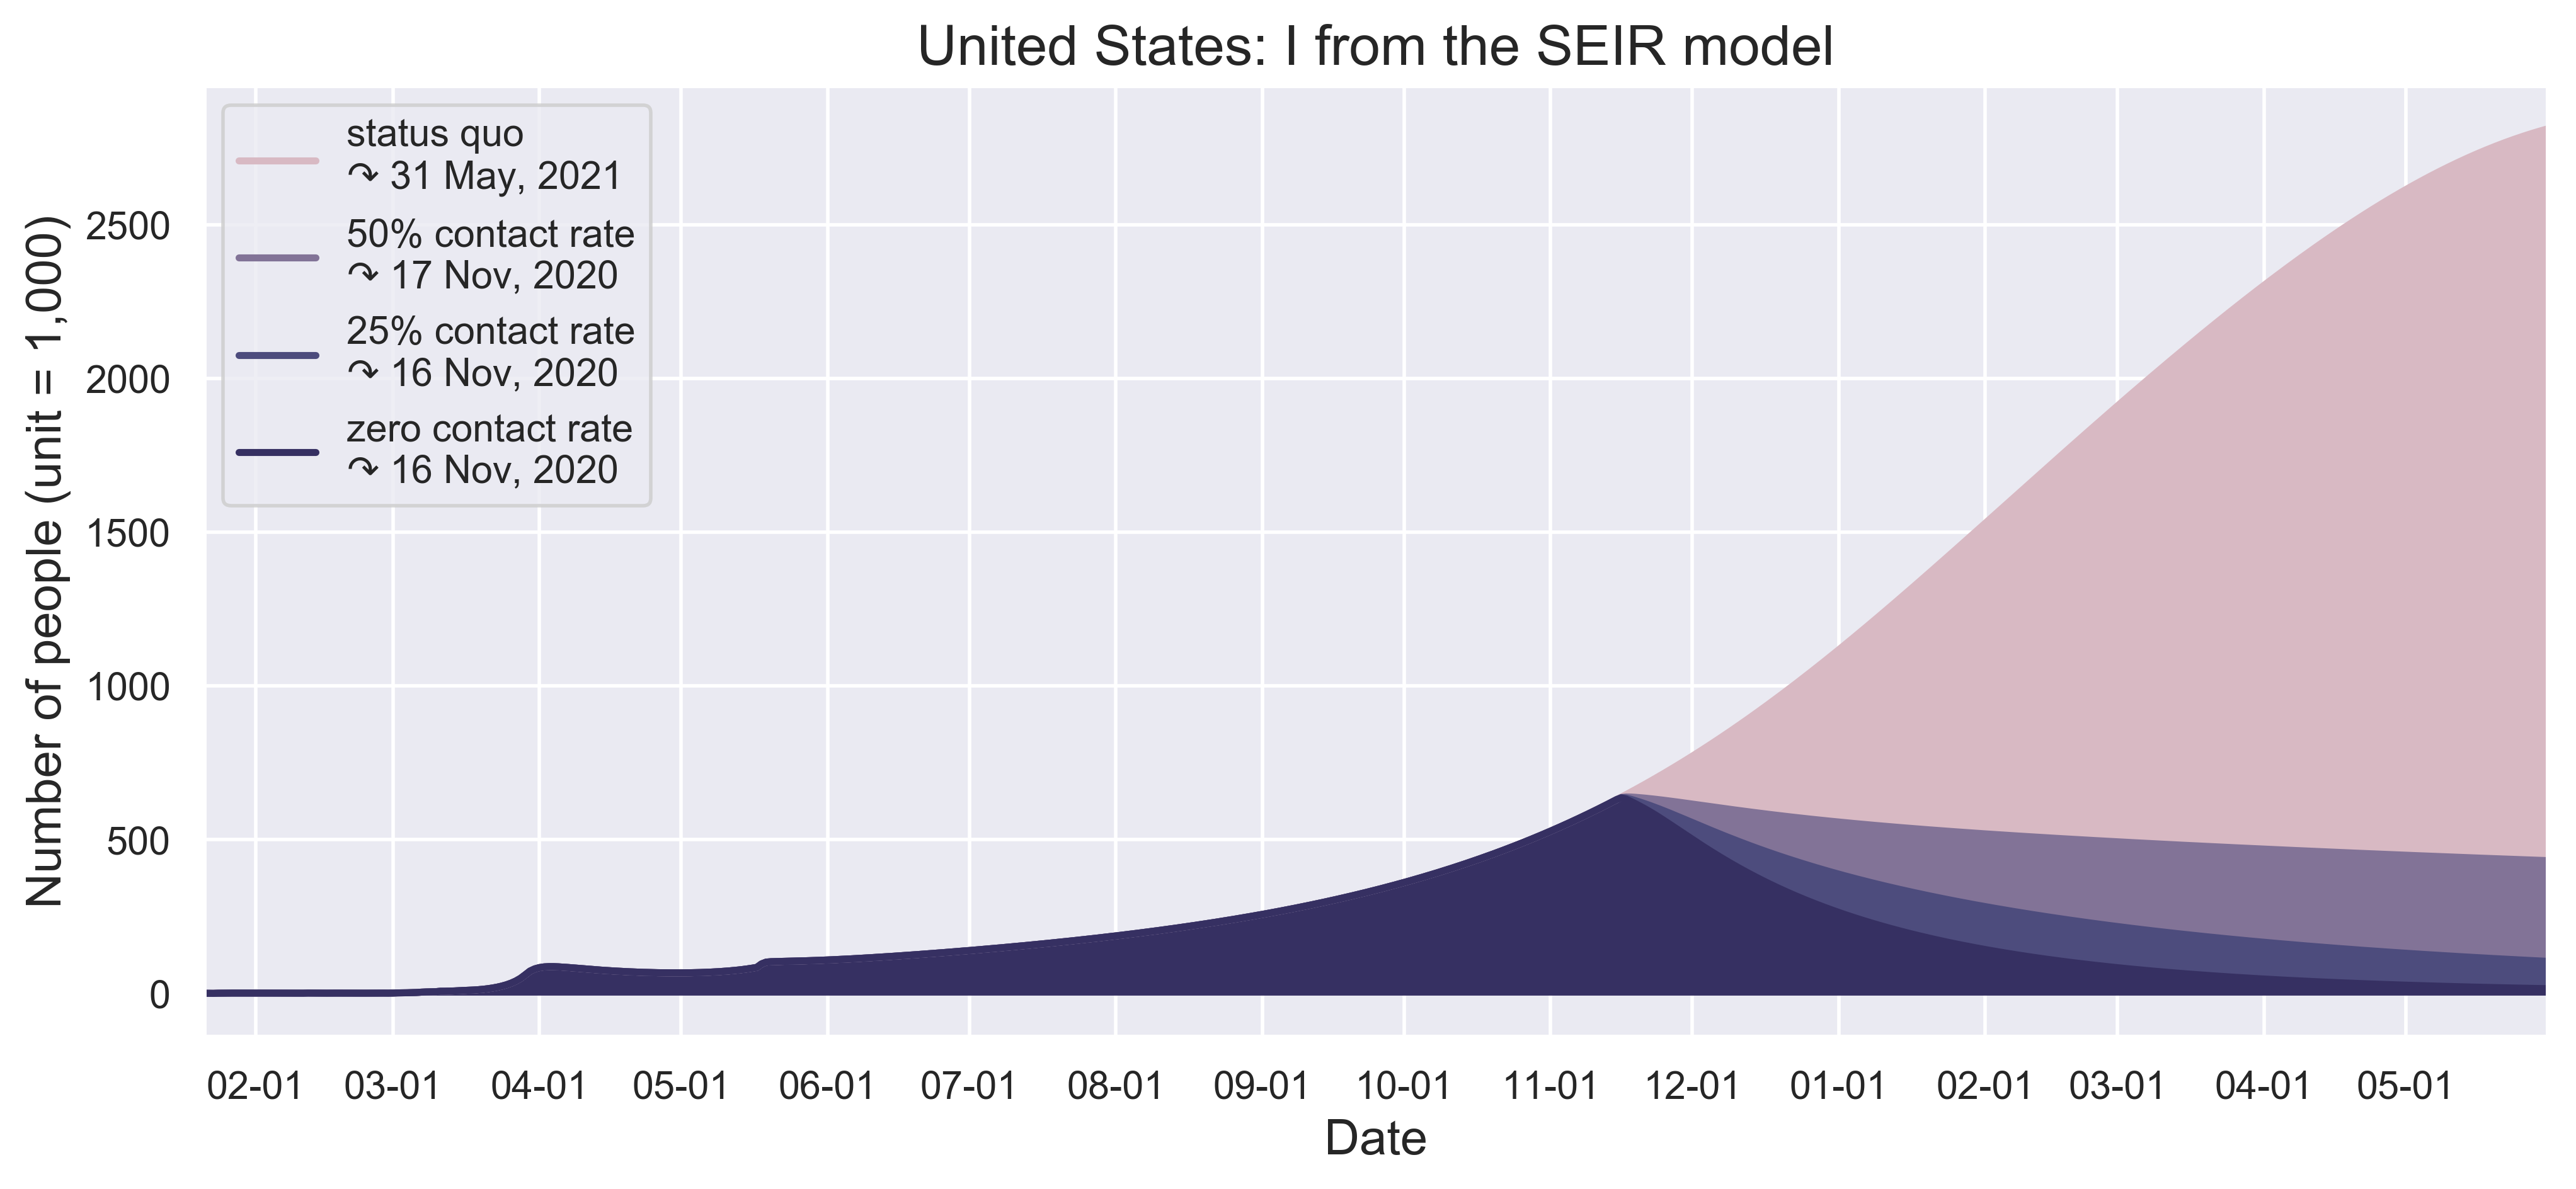 United States: I from the SEIR model
status quo
↷ 31 May, 2021
50% contact rate
↷ 17 Nov, 2020
25% contact rate
↷ 16 Nov, 2020
zero contact rate
↷ 16 Nov, 2020
Number of people (unit = 1,000)
2500
2000
1500
1000
500
0
02-01 03-01 04-01 05-01 06-01 07-01 08-01 09-01 10-01 11-01 12-01 01-01 02-01 03-01 04-01 05-01
Date